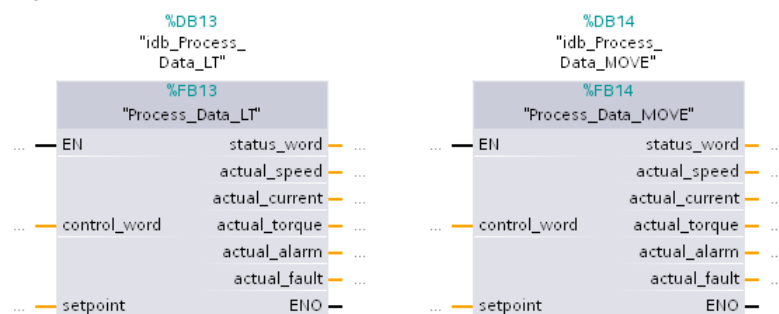 %DB13
"idb_Process_
Data_LT"
%FB13
"Process_Data_LT"
... EN status_word ...
actual_speed ...
actual_current ...
... control_word actual_torque ...
actual_alarm ...
actual_fault ...
... setpoint ENO
%DB14
"idb_Process_
Data_MOVE"
%FB14
"Process_Data_MOVE"
... EN status_word ..
actual_speed ..
actual_current ..
... control_word actual_torque ..
actual_alarm ..
actual_fault ..
... setpoint ENO